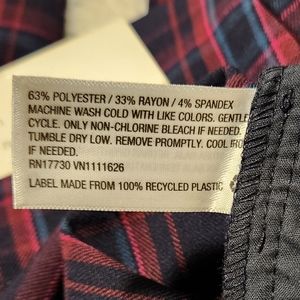 63% POLYESTER / 33% RAYON / 4% SPANDEX
MACHINE WASH COLD WITH LIKE COLORS. GENTLE
CYCLE. ONLY NON-CHLORINE BLEACH IF NEEDED.
TUMBLE DRY LOW. REMOVE PROMPTLY. COOL IRON
IF NEEDED.
RN17730 VN1111626
LABEL MADE FROM 100% RECYCLED PLASTIC